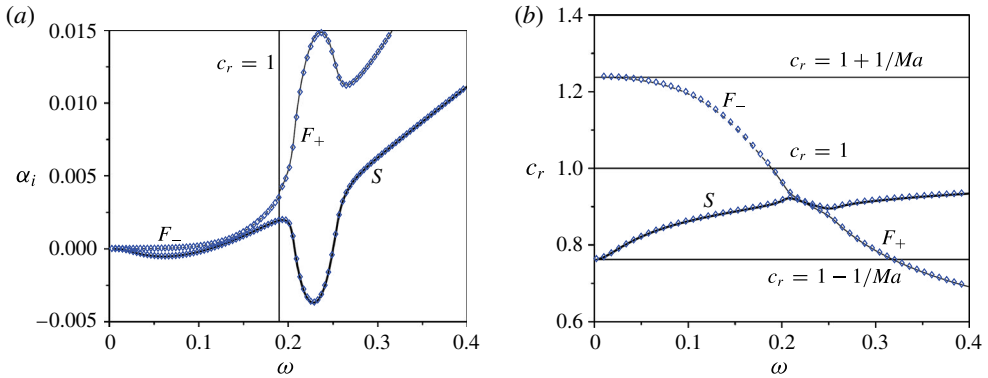 (a)
0.015
0.010
0.005
0.000
−0.005
α_i
c_r = 1
F_+
S
F_−
0 0.1 0.2 0.3 0.4
ω
(b)
1.4
1.2
1.0
0.8
0.6
c_r
c_r = 1 + 1/Ma
F_−
c_r = 1
S
F_+
c_r = 1 − 1/Ma
0 0.1 0.2 0.3 0.4
ω